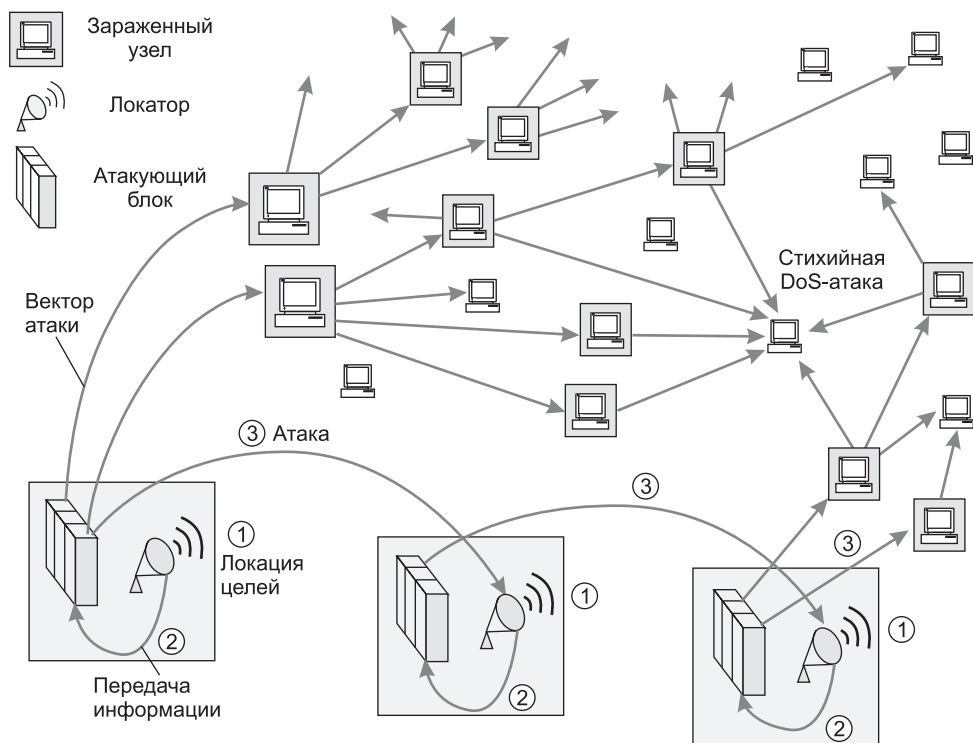 Зараженный
узел
Локатор
Атакующий
блок
Стихийная
DoS-атака
Вектор
атаки
③ Атака
③
③
①
Локация
целей
①
①
②
②
②
Передача
информации